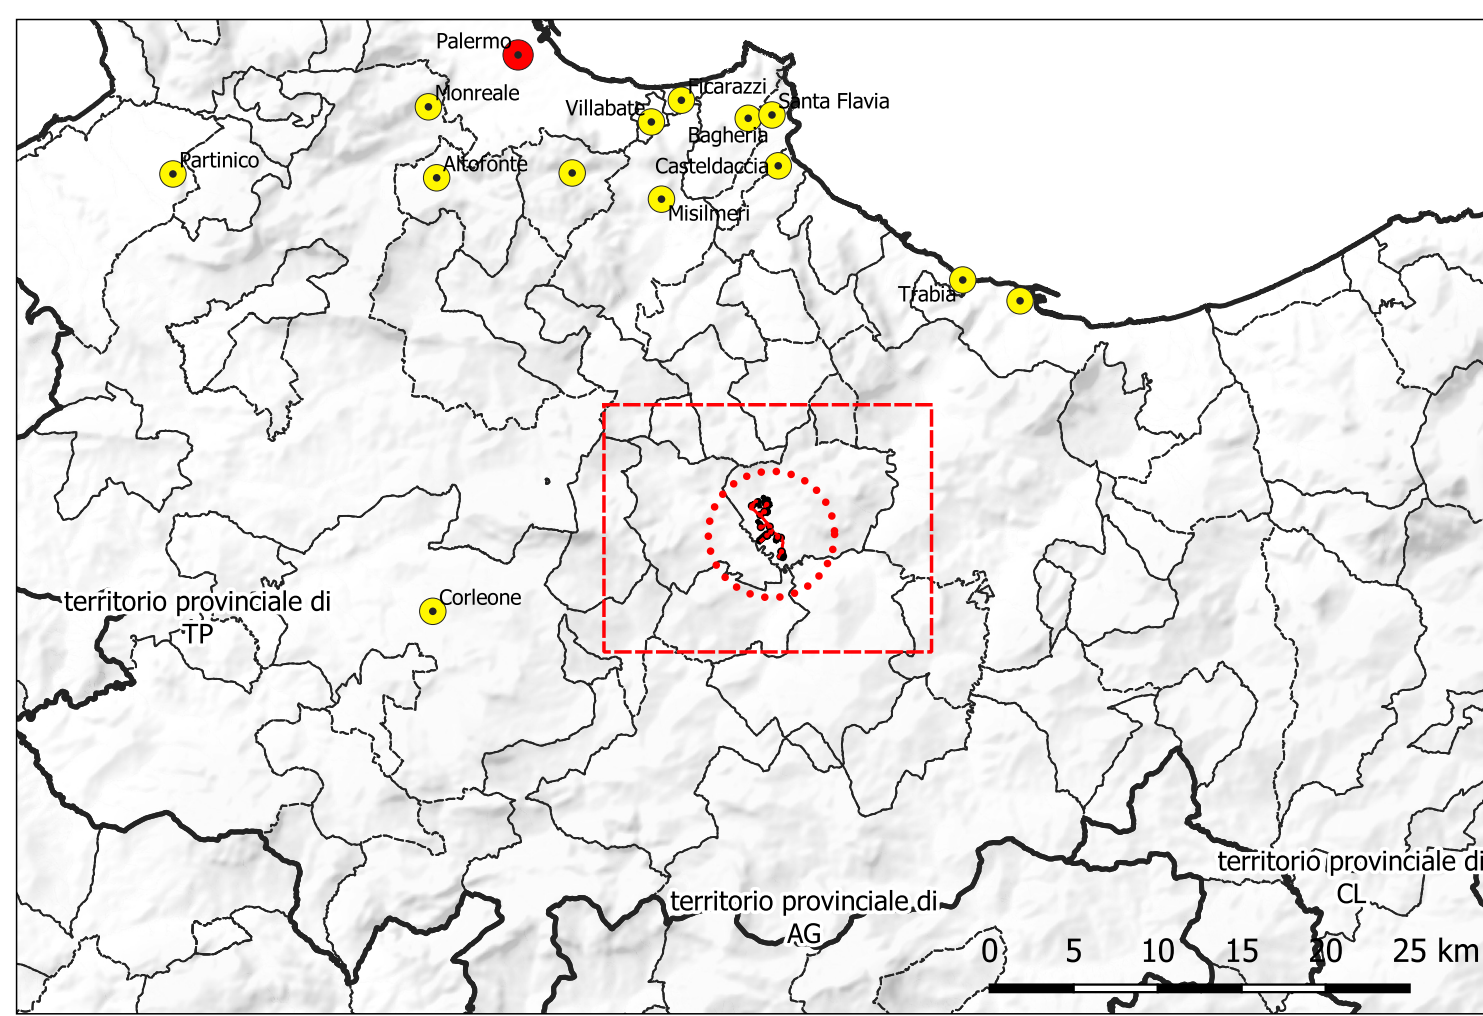 Palermo
Ficarazzi
Monreale
Villabate
Santa Flavia
Bagheria
Partinico
Altofonte
Casteldaccia
Misilmeri
Trabia
Corleone
territorio provinciale di
TP
territorio provinciale di
CL
territorio provinciale di
AG
0 5 10 15 20 25 km